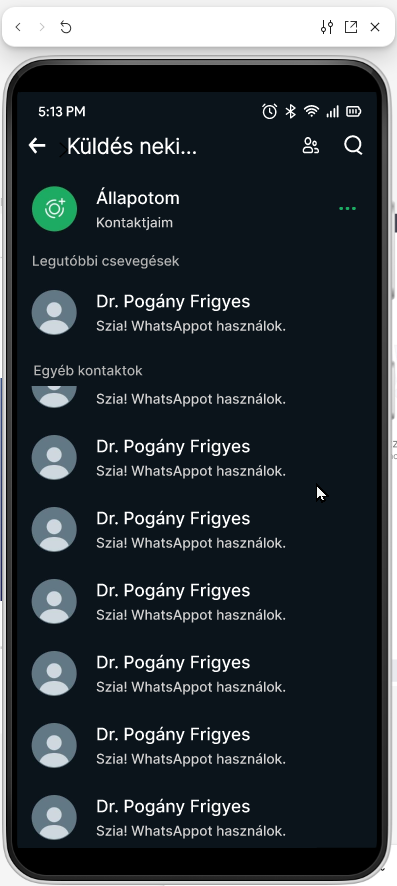 5:13 PM
Küldés neki...
Állapotom
Kontaktjaim
Legutóbbi csevegések
Dr. Pogány Frigyes
Szia! WhatsAppot használok.
Egyéb kontaktok
Szia! WhatsAppot használok.
Dr. Pogány Frigyes
Szia! WhatsAppot használok.
Dr. Pogány Frigyes
Szia! WhatsAppot használok.
Dr. Pogány Frigyes
Szia! WhatsAppot használok.
Dr. Pogány Frigyes
Szia! WhatsAppot használok.
Dr. Pogány Frigyes
Szia! WhatsAppot használok.
Dr. Pogány Frigyes
Szia! WhatsAppot használok.